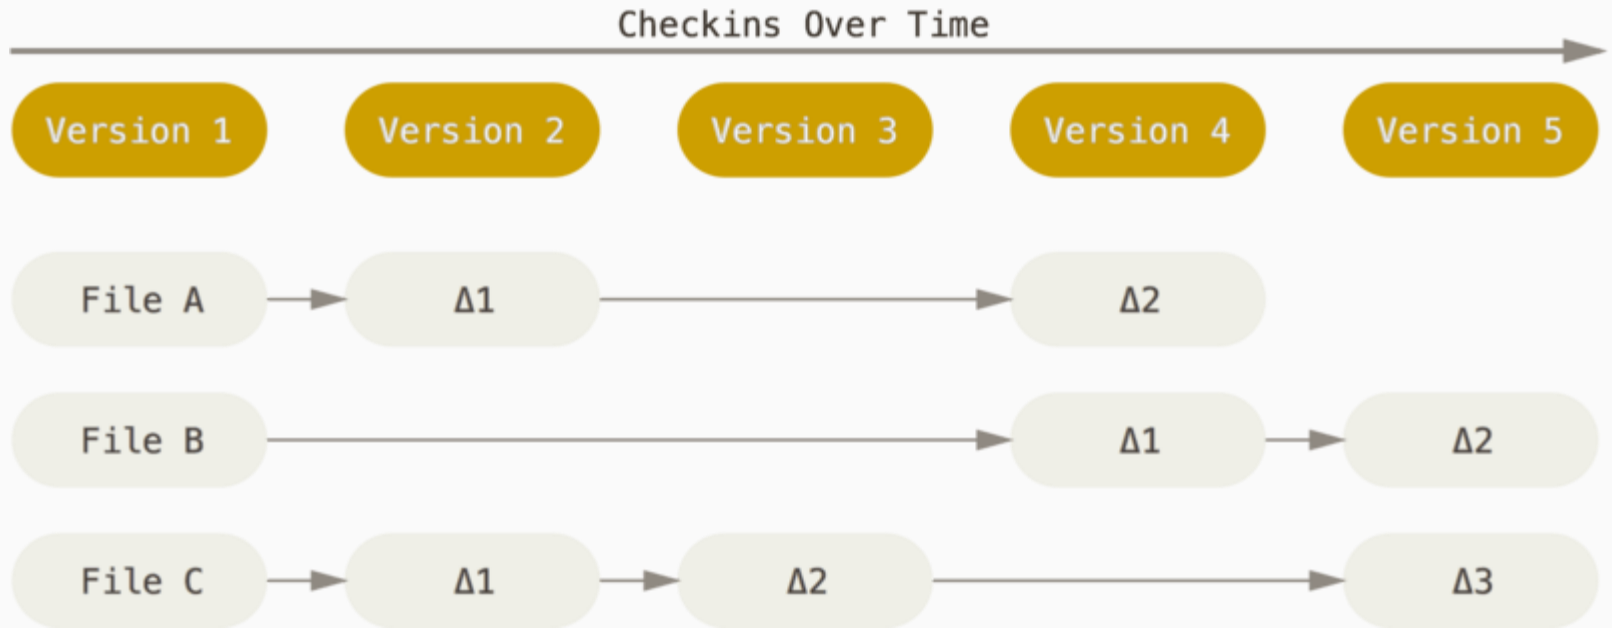 Checkins Over Time
Version 1 Version 2 Version 3 Version 4 Version 5
File A Δ1 Δ2
File B Δ1 Δ2
File C Δ1 Δ2 Δ3